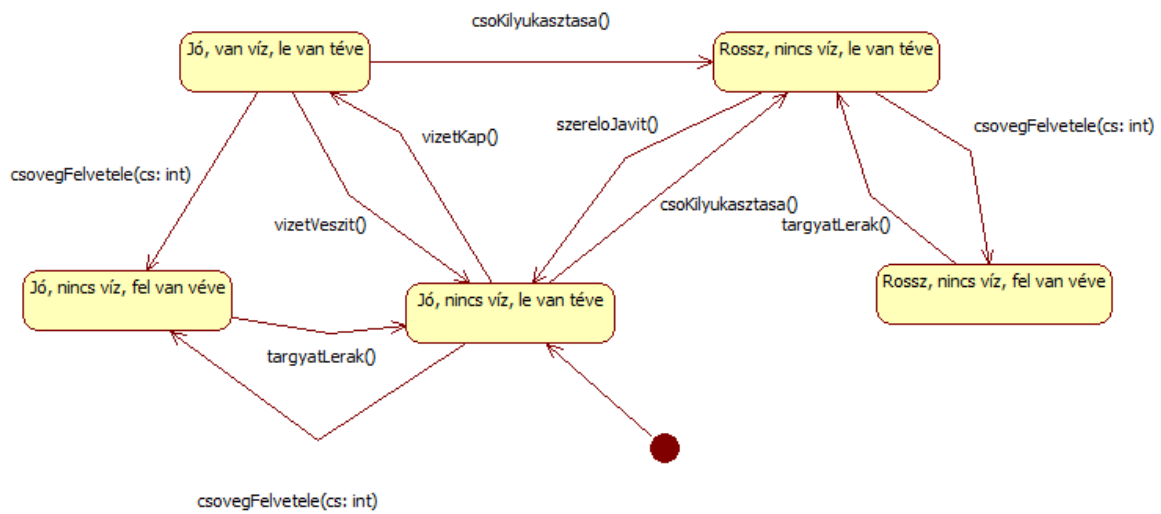 csoKilyukasztasa()
Jó, van víz, le van téve
Rossz, nincs víz, le van téve
vizetKap()
szereloJavit()
csovegFelvetele(cs: int)
csovegFelvetele(cs: int)
csoKilyukasztasa()
vizetVeszit()
targyatLerak()
Jó, nincs víz, fel van véve
Jó, nincs víz, le van téve
Rossz, nincs víz, fel van véve
targyatLerak()
csovegFelvetele(cs: int)